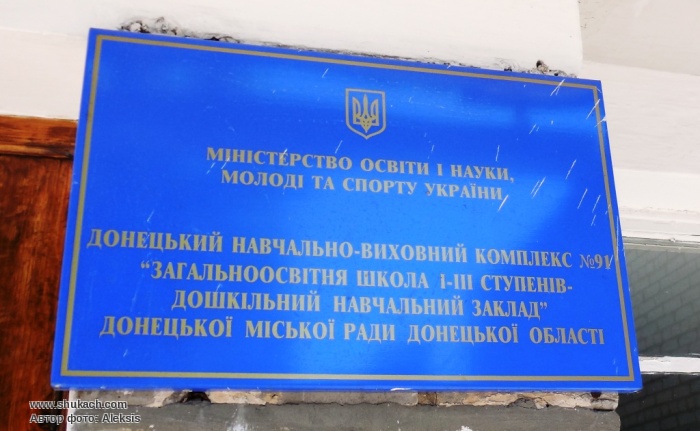 МІНІСТЕРСТВО ОСВІТИ І НАУКИ,
МОЛОДІ ТА СПОРТУ УКРАЇНИ
ДОНЕЦЬКИЙ НАВЧАЛЬНО-ВИХОВНИЙ КОМПЛЕКС №91
“ЗАГАЛЬНООСВІТНЯ ШКОЛА і-ІІІ СТУПЕНІВ-
ДОШКІЛЬНИЙ НАВЧАЛЬНИЙ ЗАКЛАД”
ДОНЕЦЬКОЇ МІСЬКОЇ РАДИ ДОНЕЦЬКОЇ ОБЛАСТІ
www.shukach.com
Автор фото: Aleksis